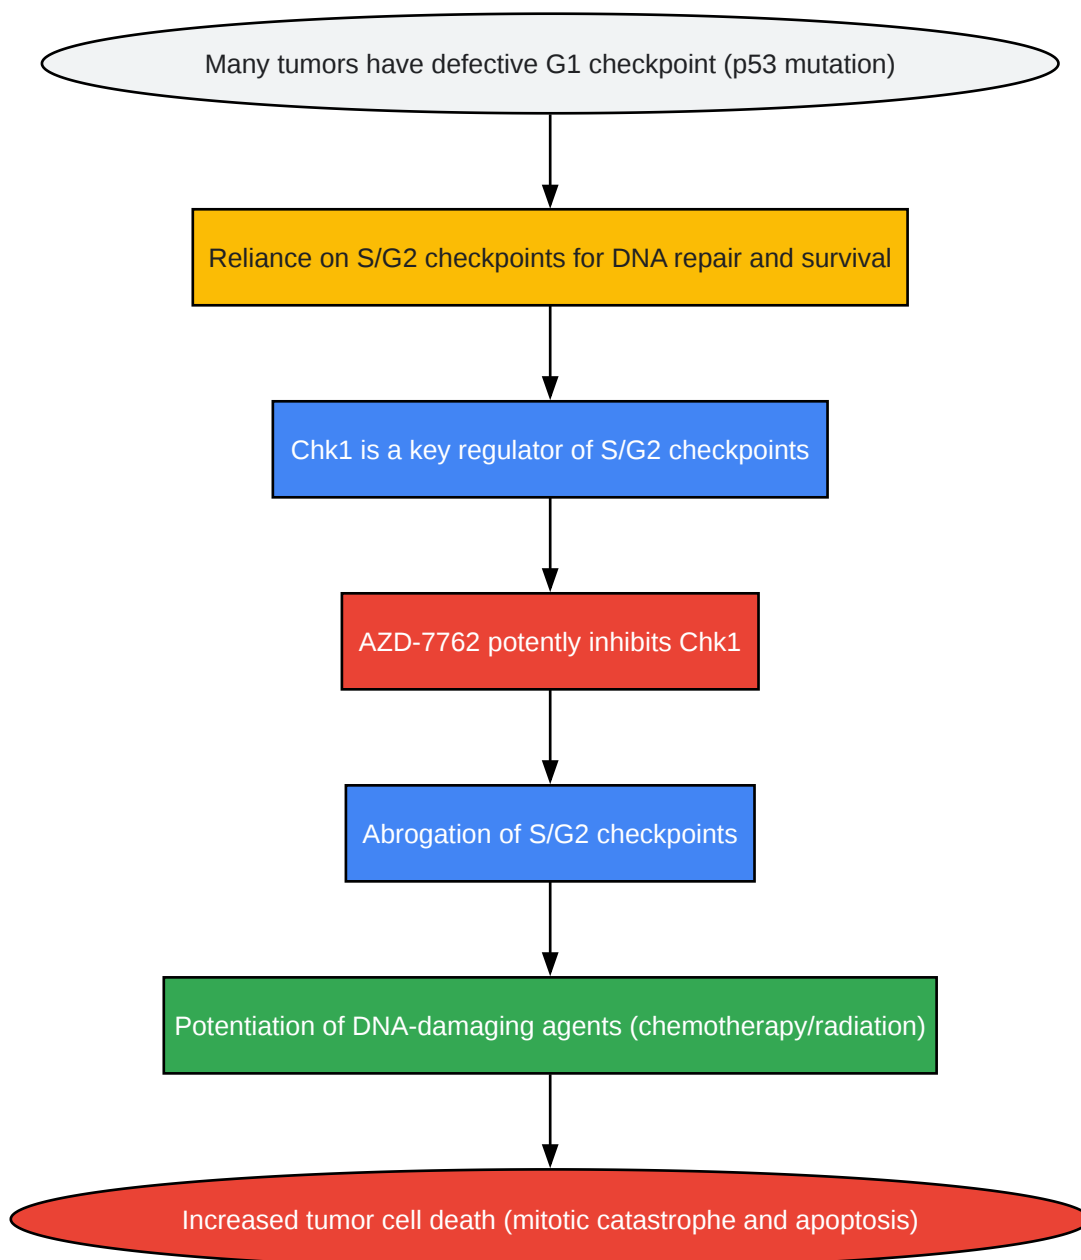 Many tumors have defective G1 checkpoint (p53 mutation)
Reliance on S/G2 checkpoints for DNA repair and survival
Chk1 is a key regulator of S/G2 checkpoints
AZD-7762 potently inhibits Chk1
Abrogation of S/G2 checkpoints
Potentiation of DNA-damaging agents (chemotherapy/radiation)
Increased tumor cell death (mitotic catastrophe and apoptosis)